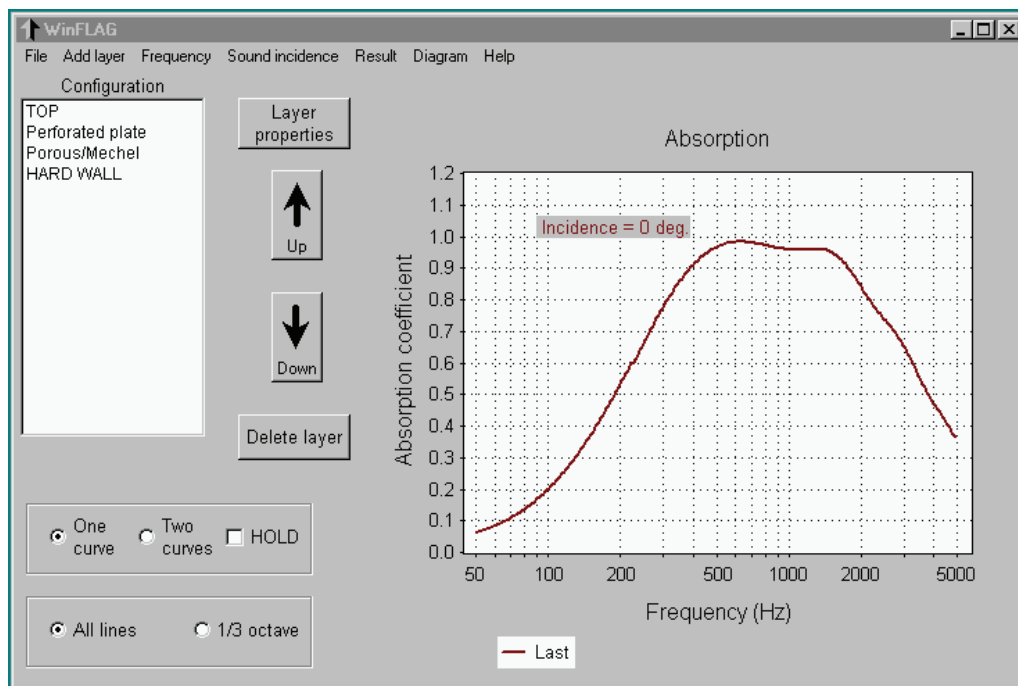 WinFLAG
File Add layer Frequency Sound incidence Result Diagram Help
Configuration
TOP
Perforated plate
Porous/Mechel
HARD WALL
Layer
properties
Up
Down
Delete layer
One
curve
Two
curves
HOLD
All lines
1/3 octave
Absorption
Incidence = 0 deg.
Absorption coefficient
1.2
1.1
1.0
0.9
0.8
0.7
0.6
0.5
0.4
0.3
0.2
0.1
0.0
50 100 200 500 1000 2000 5000
Frequency (Hz)
Last